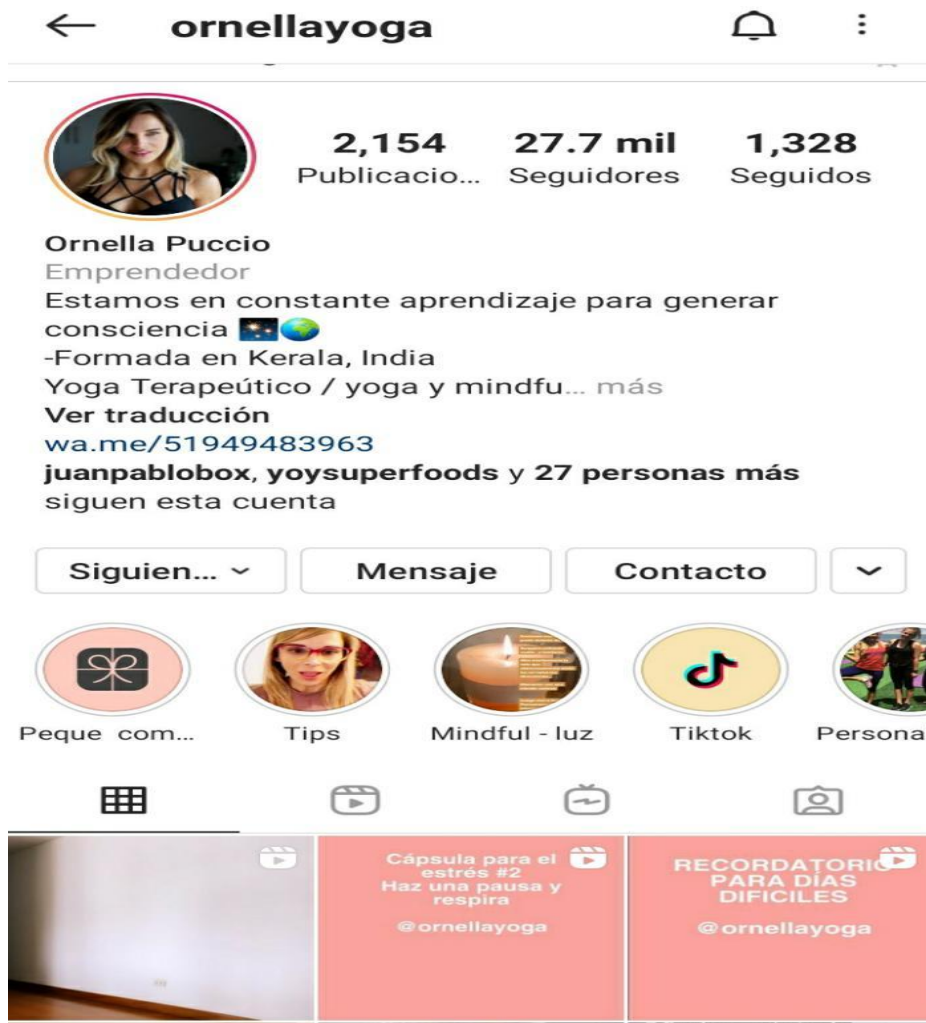 ornellayoga
2,154 27.7 mil 1,328
Publicacio... Seguidores Seguidos
Ornella Puccio
Emprendedor
Estamos en constante aprendizaje para generar
consciencia
-Formada en Kerala, India
Yoga Terapeútico / yoga y mindfu... más
Ver traducción
wa.me/51949483963
juanpablobox, yoysuperfoods y 27 personas más
siguen esta cuenta
Siguien... Mensaje Contacto
Peque com... Tips Mindful - luz Tiktok Persona
Cápsula para el
estrés #2
Haz una pausa y
respira
@ornellayoga
RECORDATORIO
PARA DÍAS
DIFICILES
@ornellayoga